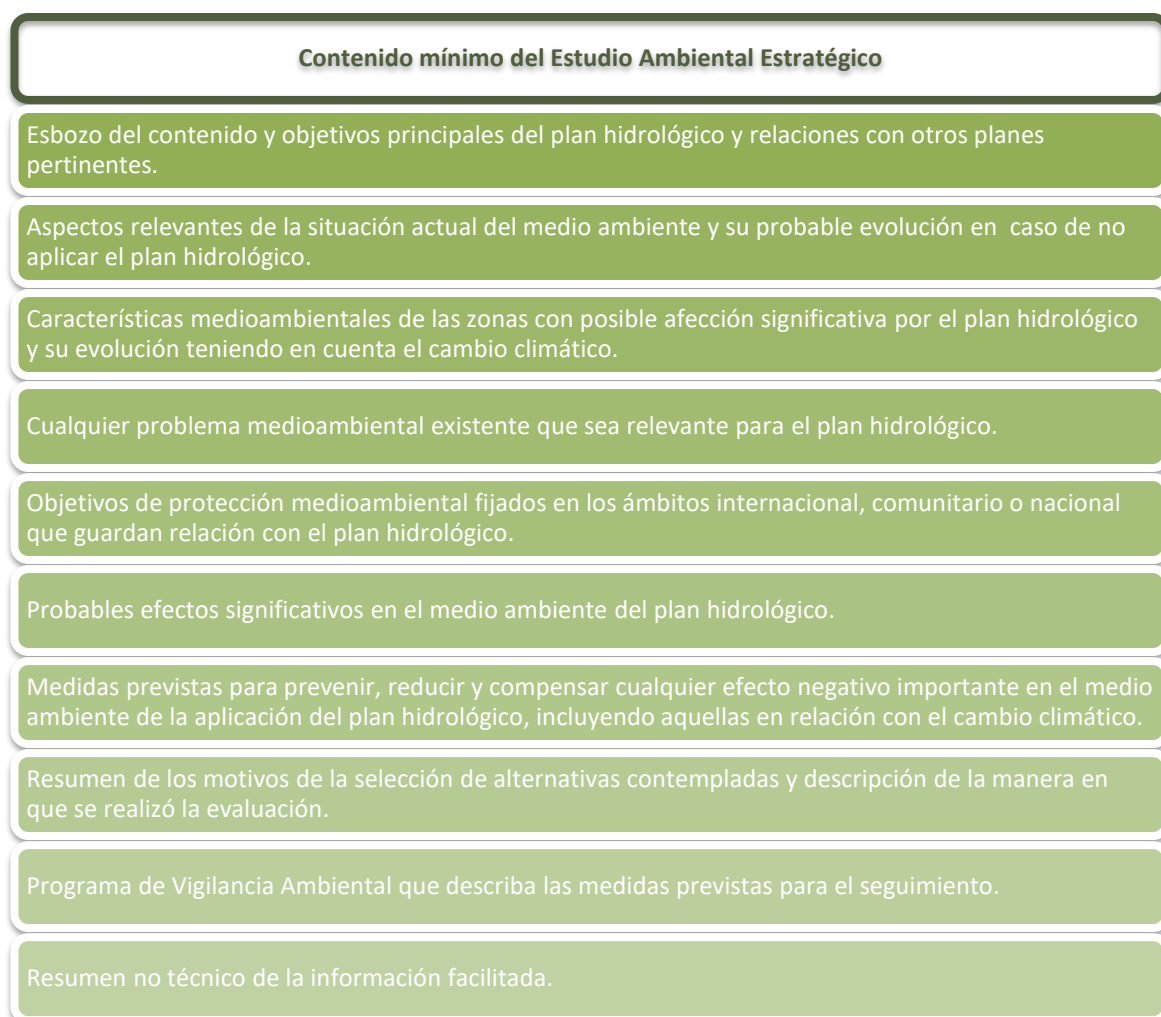 Contenido mínimo del Estudio Ambiental Estratégico
Esbozo del contenido y objetivos principales del plan hidrológico y relaciones con otros planes
pertinentes.
Aspectos relevantes de la situación actual del medio ambiente y su probable evolución en  caso de no
aplicar el plan hidrológico.
Características medioambientales de las zonas con posible afección significativa por el plan hidrológico
y su evolución teniendo en cuenta el cambio climático.
Cualquier problema medioambiental existente que sea relevante para el plan hidrológico.
Objetivos de protección medioambiental fijados en los ámbitos internacional, comunitario o nacional
que guardan relación con el plan hidrológico.
Probables efectos significativos en el medio ambiente del plan hidrológico.
Medidas previstas para prevenir, reducir y compensar cualquier efecto negativo importante en el medio
ambiente de la aplicación del plan hidrológico, incluyendo aquellas en relación con el cambio climático.
Resumen de los motivos de la selección de alternativas contempladas y descripción de la manera en
que se realizó la evaluación.
Programa de Vigilancia Ambiental que describa las medidas previstas para el seguimiento.
Resumen no técnico de la información facilitada.